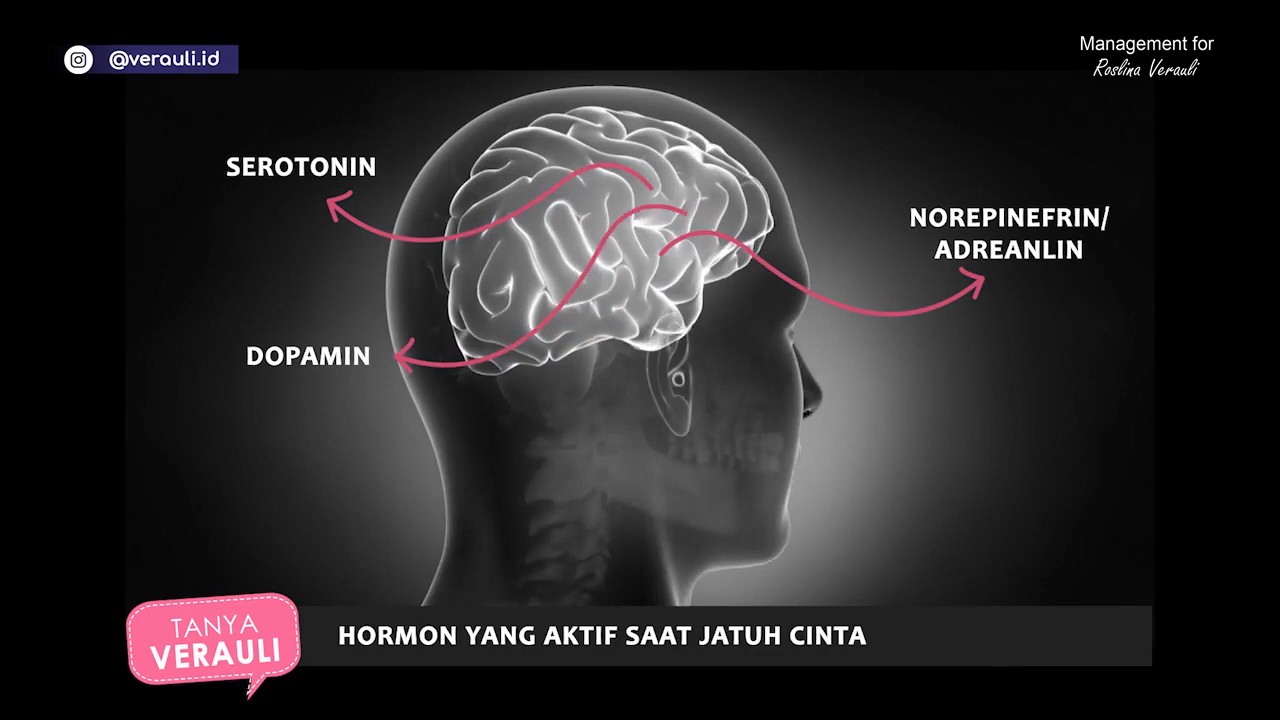 @verauli.id
Management for
Roslina Verauli
SEROTONIN
NOREPINEFRIN/
ADREANLIN
DOPAMIN
TANYA
VERAULI
HORMON YANG AKTIF SAAT JATUH CINTA